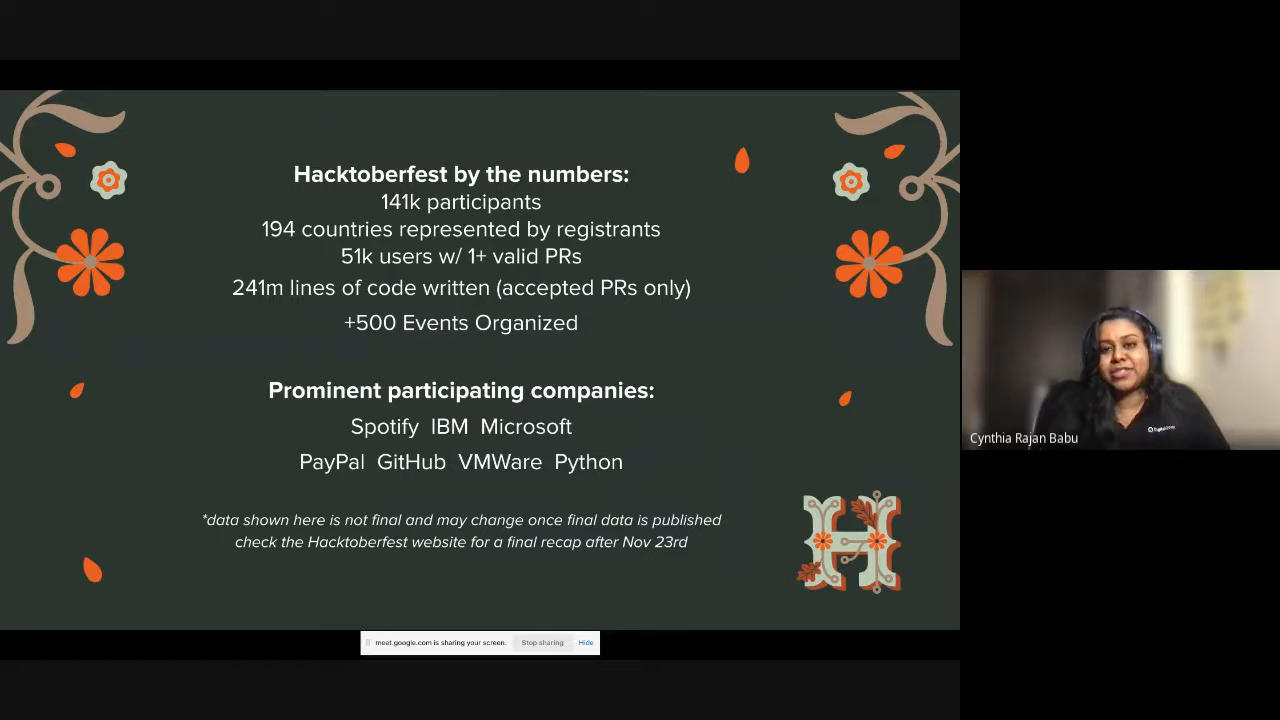 Hacktoberfest by the numbers:
141k participants
194 countries represented by registrants
51k users w/ 1+ valid PRs
241m lines of code written (accepted PRs only)
+500 Events Organized
Prominent participating companies:
Spotify IBM Microsoft
PayPal GitHub VMWare Python
*data shown here is not final and may change once final data is published
check the Hacktoberfest website for a final recap after Nov 23rd
H
meet.google.com is sharing your screen. Stop sharing Hide
Cynthia Rajan Babu